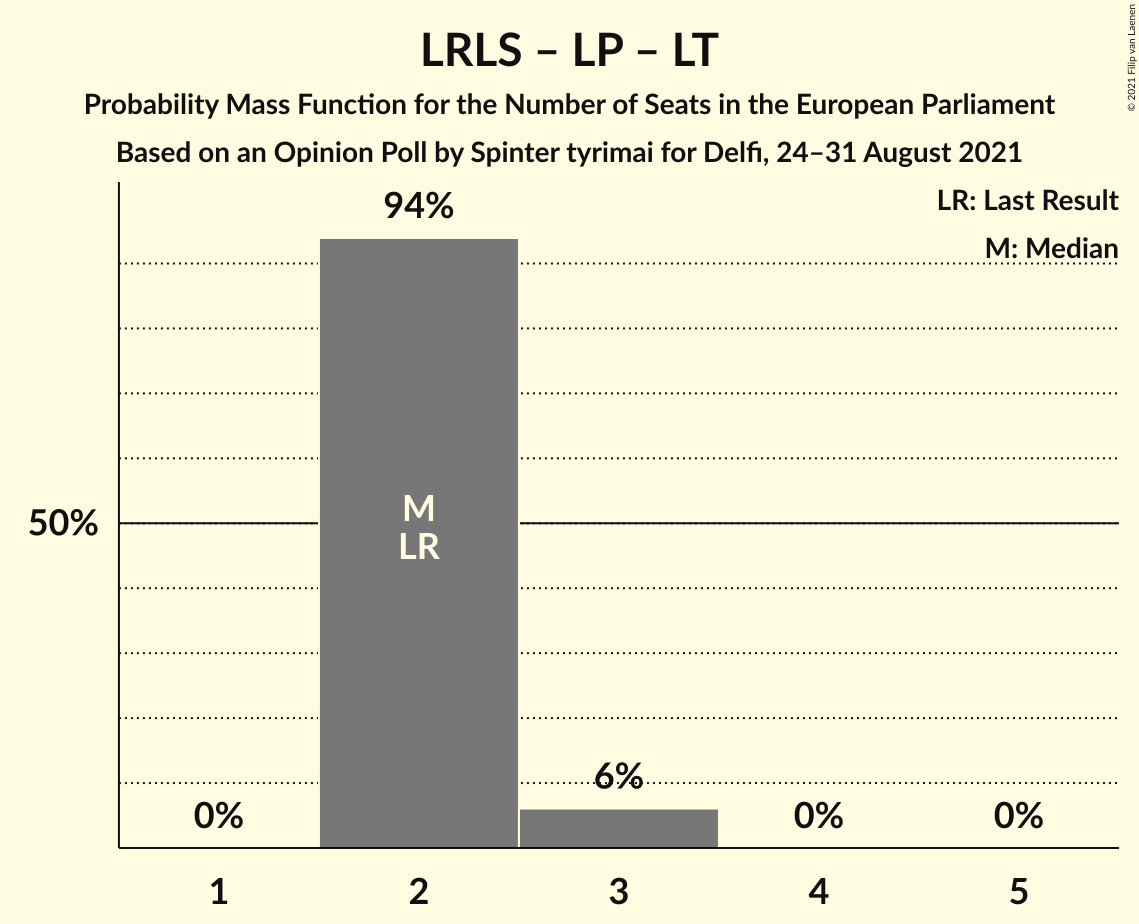 LRLS – LP – LT
Probability Mass Function for the Number of Seats in the European Parliament
Based on an Opinion Poll by Spinter tyrimai for Delfi, 24–31 August 2021
© 2021 Filip van Laenen
LR: Last Result
M: Median
94%
50%
M
LR
6%
0%
0%
0%
1
2
3
4
5